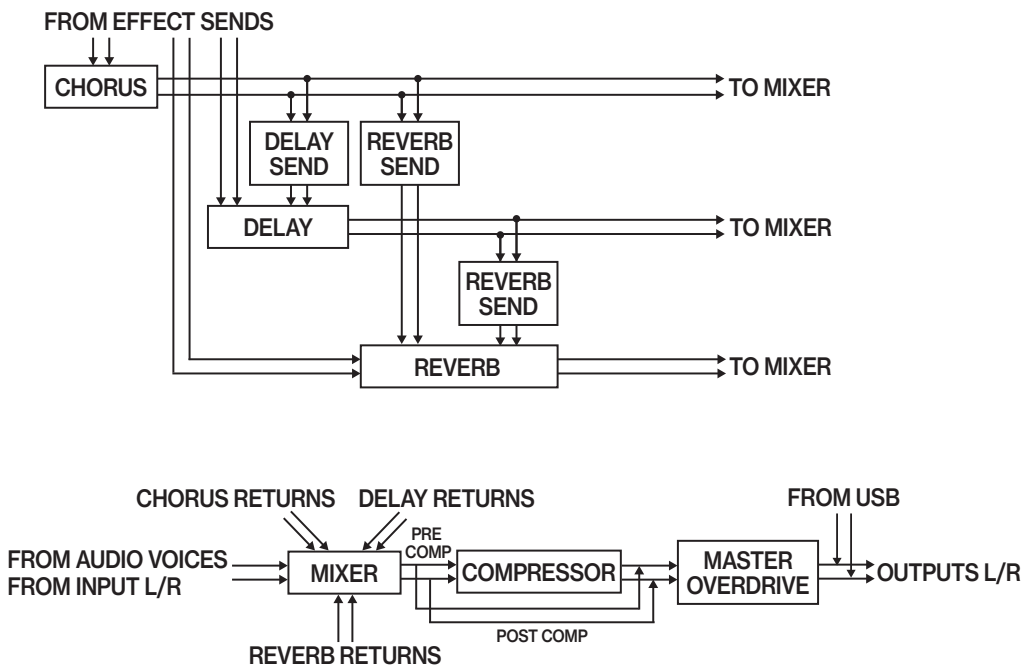 FROM EFFECT SENDS
CHORUS
TO MIXER
DELAY
SEND
REVERB
SEND
DELAY
TO MIXER
REVERB
SEND
REVERB
TO MIXER
CHORUS RETURNS
DELAY RETURNS
FROM USB
PRE
COMP
FROM AUDIO VOICES
FROM INPUT L/R
MIXER
COMPRESSOR
MASTER
OVERDRIVE
OUTPUTS L/R
POST COMP
REVERB RETURNS